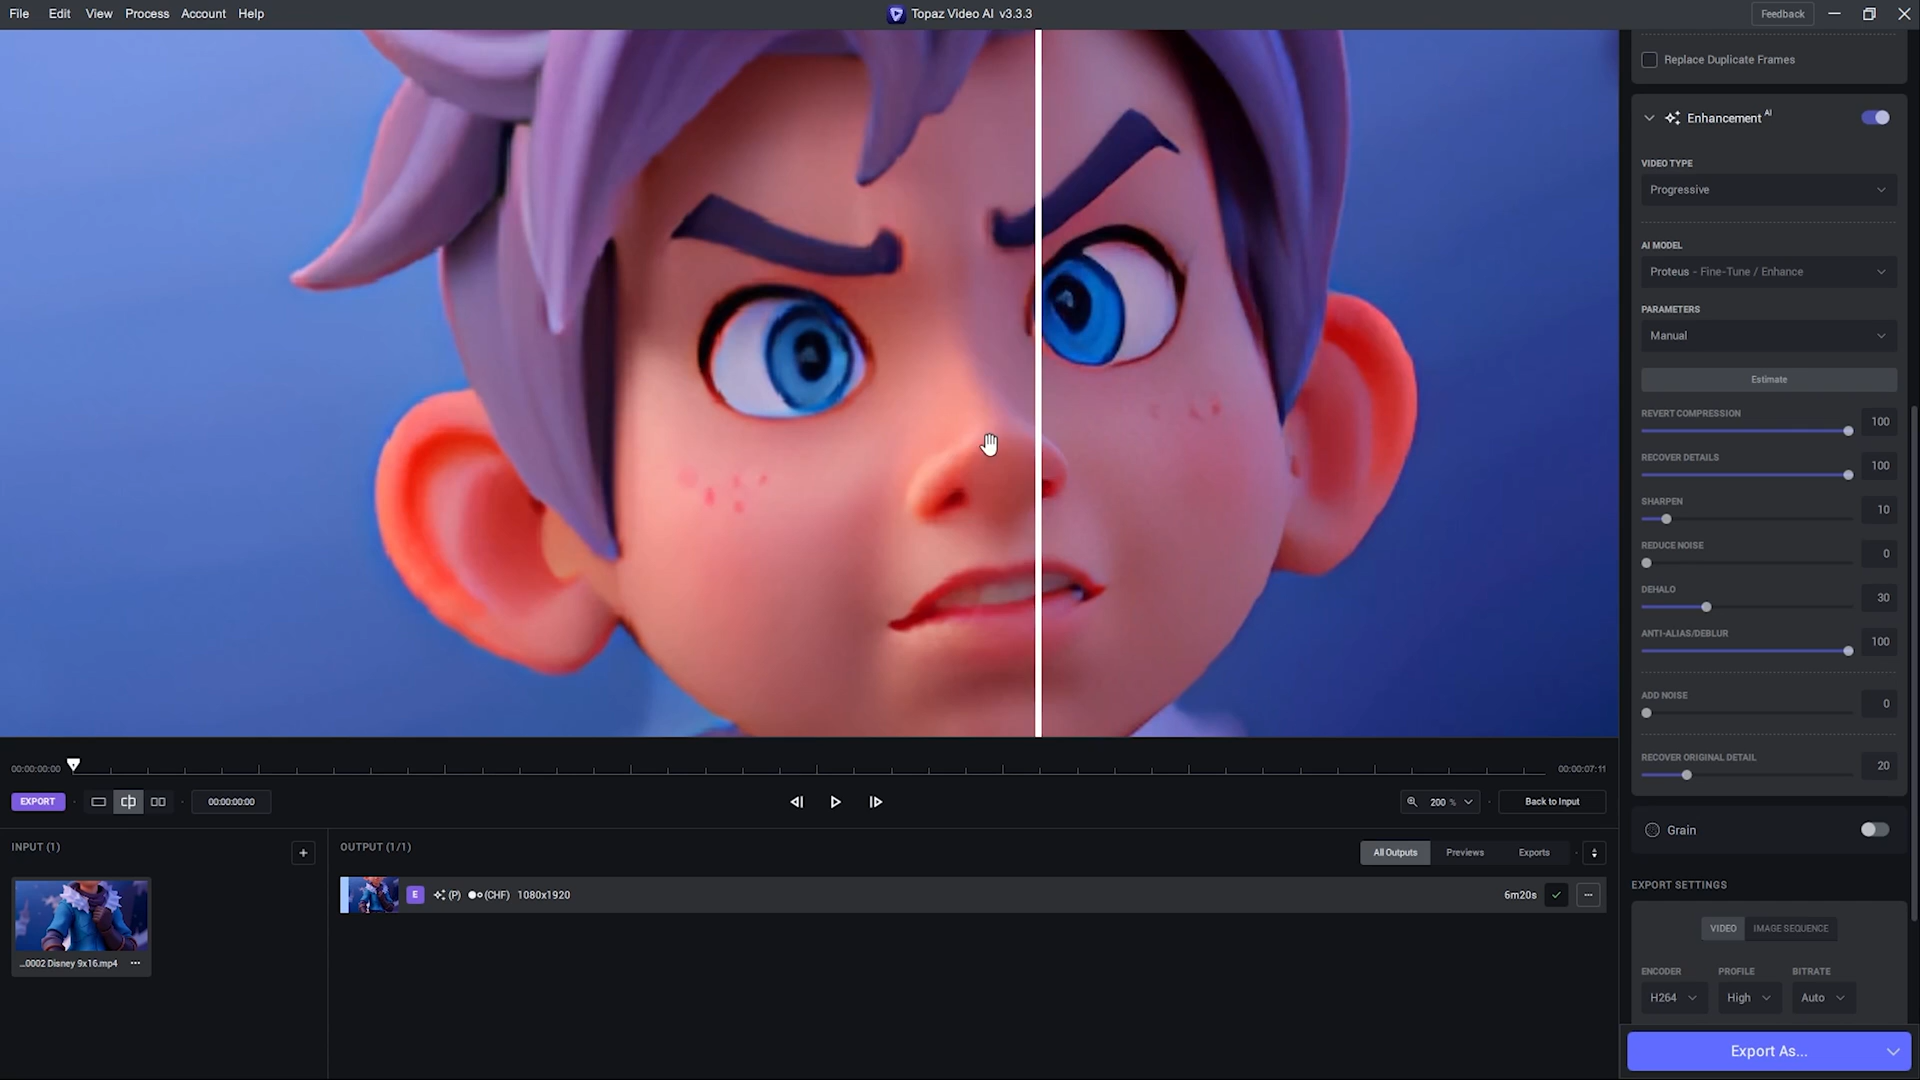 File Edit View Process Account Help
Topaz Video AI v3.3.3
Feedback
Replace Duplicate Frames
Enhancement AI
VIDEO TYPE
Progressive
AI MODEL
Proteus - Fine-Tune / Enhance
PARAMETERS
Manual
Estimate
REVERT COMPRESSION
100
RECOVER DETAILS
100
SHARPEN
10
REDUCE NOISE
0
DEHALO
30
ANTI-ALIAS/DEBLUR
100
ADD NOISE
0
RECOVER ORIGINAL DETAIL
20
Grain
EXPORT SETTINGS
VIDEO IMAGE SEQUENCE
ENCODER PROFILE BITRATE
H264 High Auto
Export As...
00:00:00:00
00:00:07:11
EXPORT
00:00:00:00
200 %
Back to Input
INPUT (1)
+
...0002 Disney 9x16.mp4 ...
OUTPUT (1/1)
All Outputs Previews Exports
E (P) (CHF) 1080x1920
6m20s
...